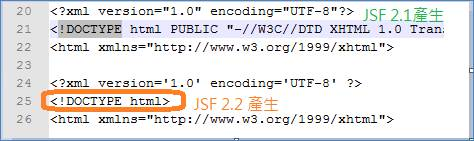 20 <?xml version="1.0" encoding="UTF-8"?> JSF 2.1產生
21 <!DOCTYPE html PUBLIC "-//W3C//DTD XHTML 1.0 Tran
22 <html xmlns="http://www.w3.org/1999/xhtml">
23
24 <?xml version='1.0' encoding='UTF-8' ?>
25 <!DOCTYPE html> JSF 2.2 產生
26 <html xmlns="http://www.w3.org/1999/xhtml">